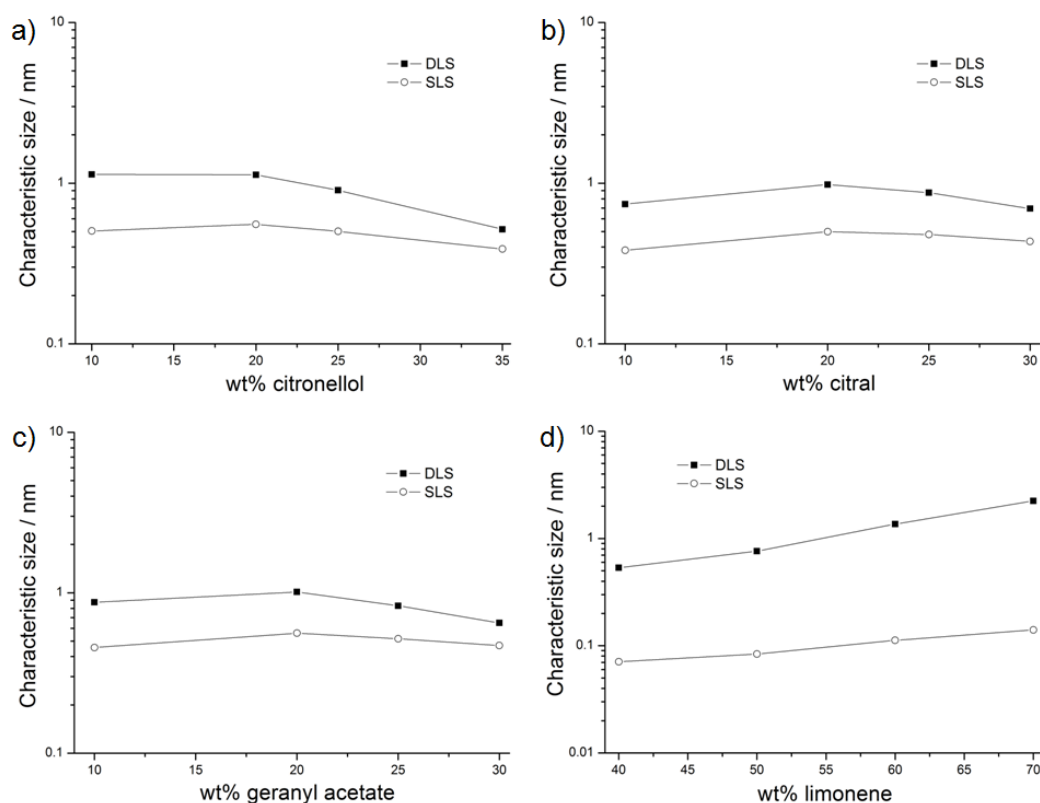 a)
10
1
0.1
Characteristic size / nm
DLS
SLS
10 15 20 25 30 35
wt% citronellol
b)
10
1
0.1
Characteristic size / nm
DLS
SLS
10 15 20 25 30
wt% citral
c)
10
1
0.1
Characteristic size / nm
DLS
SLS
10 15 20 25 30
wt% geranyl acetate
d)
10
1
0.1
0.01
Characteristic size / nm
DLS
SLS
40 45 50 55 60 65 70
wt% limonene